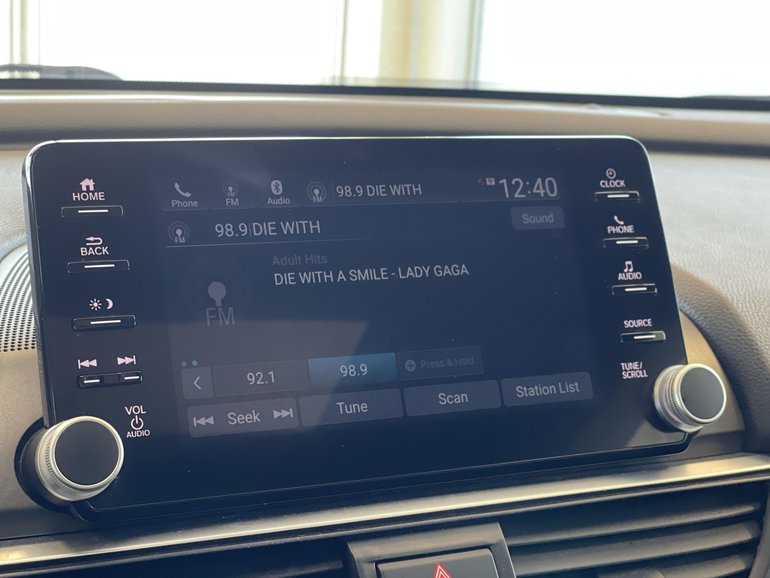 HOME
BACK
VOL
AUDIO
Phone
FM
Audio
98.9 DIE WITH
12:40
FM
98.9 DIE WITH
Sound
Adult Hits
DIE WITH A SMILE - LADY GAGA
FM
92.1
98.9
Press & Hold
Seek
Tune
Scan
Station List
CLOCK
PHONE
AUDIO
SOURCE
TUNE/
SCROLL